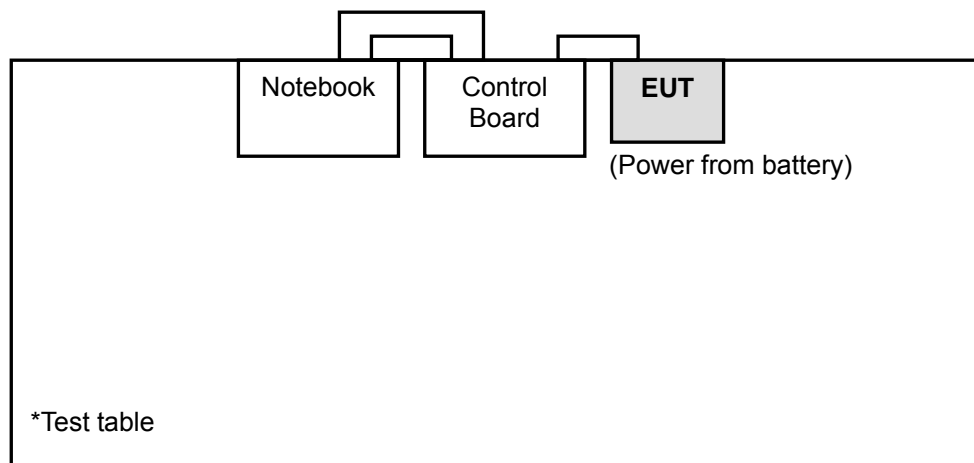 Notebook
Control
Board
EUT
(Power from battery)
*Test table